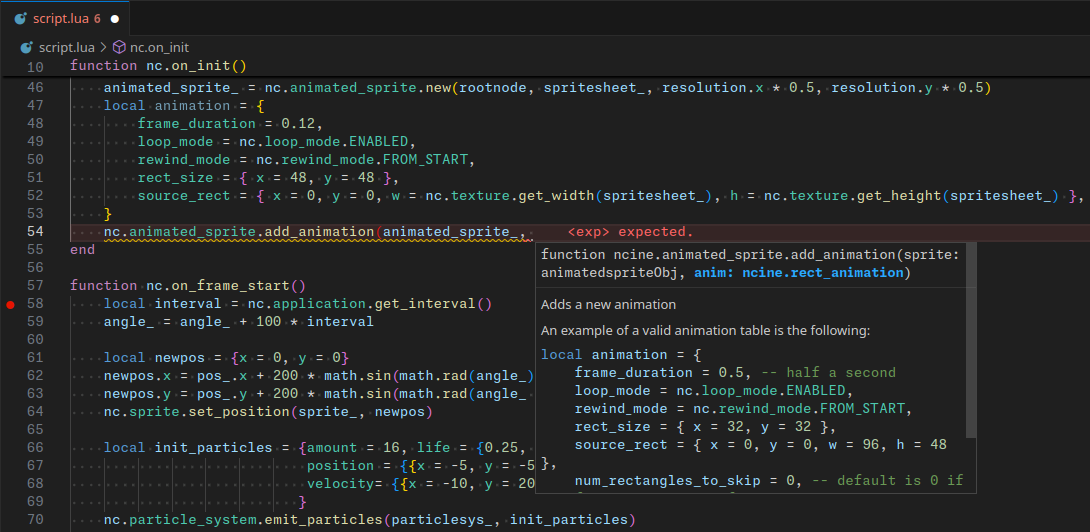 script.lua 6
script.lua > nc.on_init
10 function nc.on_init()
46 animated_sprite_ = nc.animated_sprite.new(rootnode, spritesheet_, resolution.x * 0.5, resolution.y * 0.5)
47 local animation = {
48 frame_duration = 0.12,
49 loop_mode = nc.loop_mode.ENABLED,
50 rewind_mode = nc.rewind_mode.FROM_START,
51 rect_size = { x = 48, y = 48 },
52 source_rect = { x = 0, y = 0, w = nc.texture.get_width(spritesheet_), h = nc.texture.get_height(spritesheet_) },
53 }
54 nc.animated_sprite.add_animation(animated_sprite_, <exp> expected.
55 end
56
57 function nc.on_frame_start()
58 local interval = nc.application.get_interval()
59 angle_ = angle_ + 100 * interval
60
61 local newpos = {x = 0, y = 0}
62 newpos.x = pos_.x + 200 * math.sin(math.rad(angle_)
63 newpos.y = pos_.y + 200 * math.sin(math.rad(angle_
64 nc.sprite.set_position(sprite_, newpos)
65
66 local init_particles = {amount = 16, life = {0.25,
67 position = {{x = -5, y = -5
68 velocity= {{x = -10, y = 20
69 }
70 nc.particle_system.emit_particles(particlesys_, init_particles)
function ncine.animated_sprite.add_animation(sprite:
animatedspriteObj, anim: ncine.rect_animation)
Adds a new animation
An example of a valid animation table is the following:
local animation = {
frame_duration = 0.5, -- half a second
loop_mode = nc.loop_mode.ENABLED,
rewind_mode = nc.rewind_mode.FROM_START,
rect_size = { x = 32, y = 32 },
source_rect = { x = 0, y = 0, w = 96, h = 48
},
num_rectangles_to_skip = 0, -- default is 0 if